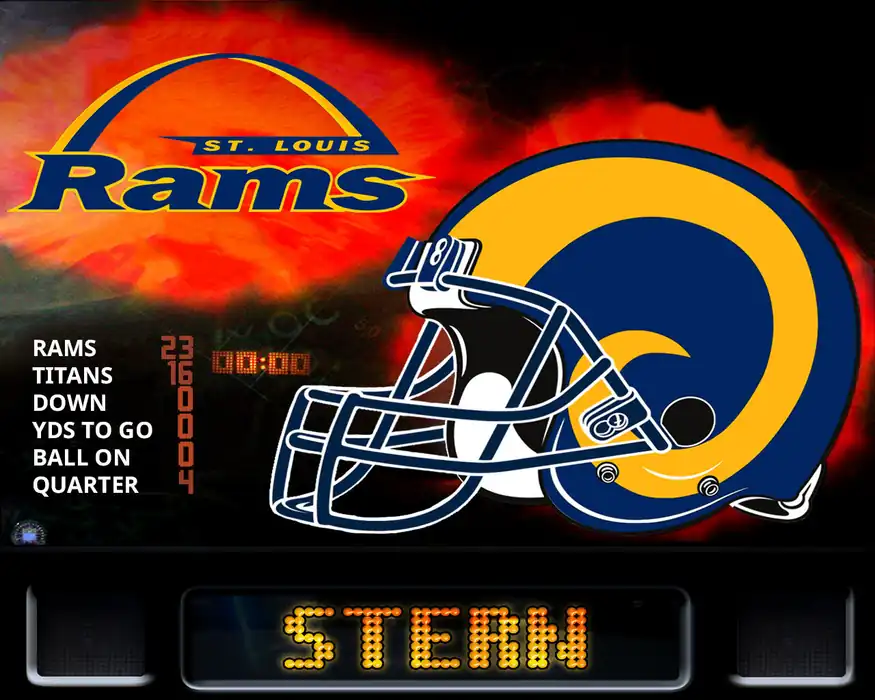 ST. LOUIS
Rams
8
RAMS 23
TITANS 16
00:00
DOWN 0
YDS TO GO 0
BALL ON 0
QUARTER 4
STERN